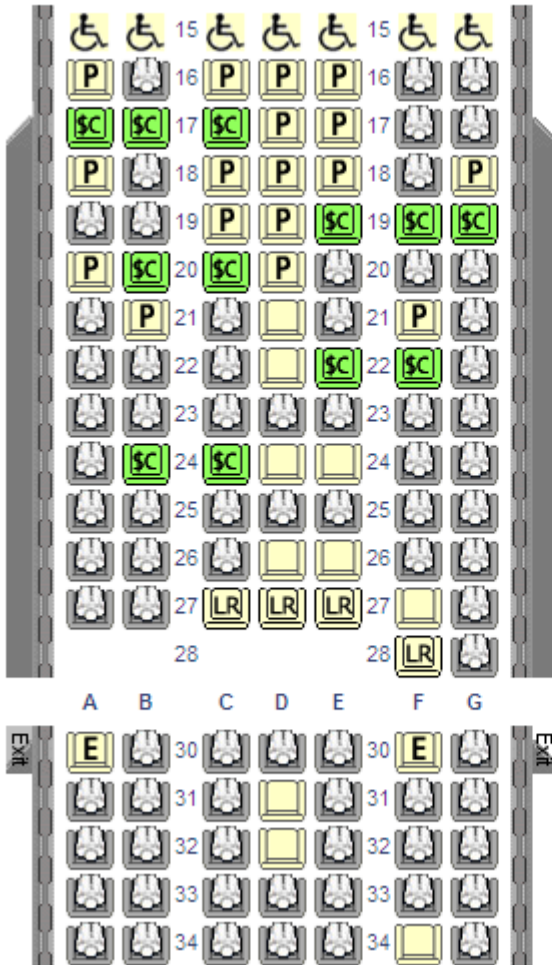 15 15
P 16 P P P 16
$C $C 17 $C P P 17
P 18 P P P 18 P
19 P P $C 19 $C $C
P $C 20 $C P 20
P 21 21 P
22 $C 22 $C
23 23
$C 24 $C 24
25 25
26 26
27 LR LR LR 27
28 28 LR
A B C D E F G
Exit E 30 30 E Exit
31 31
32 32
33 33
34 34